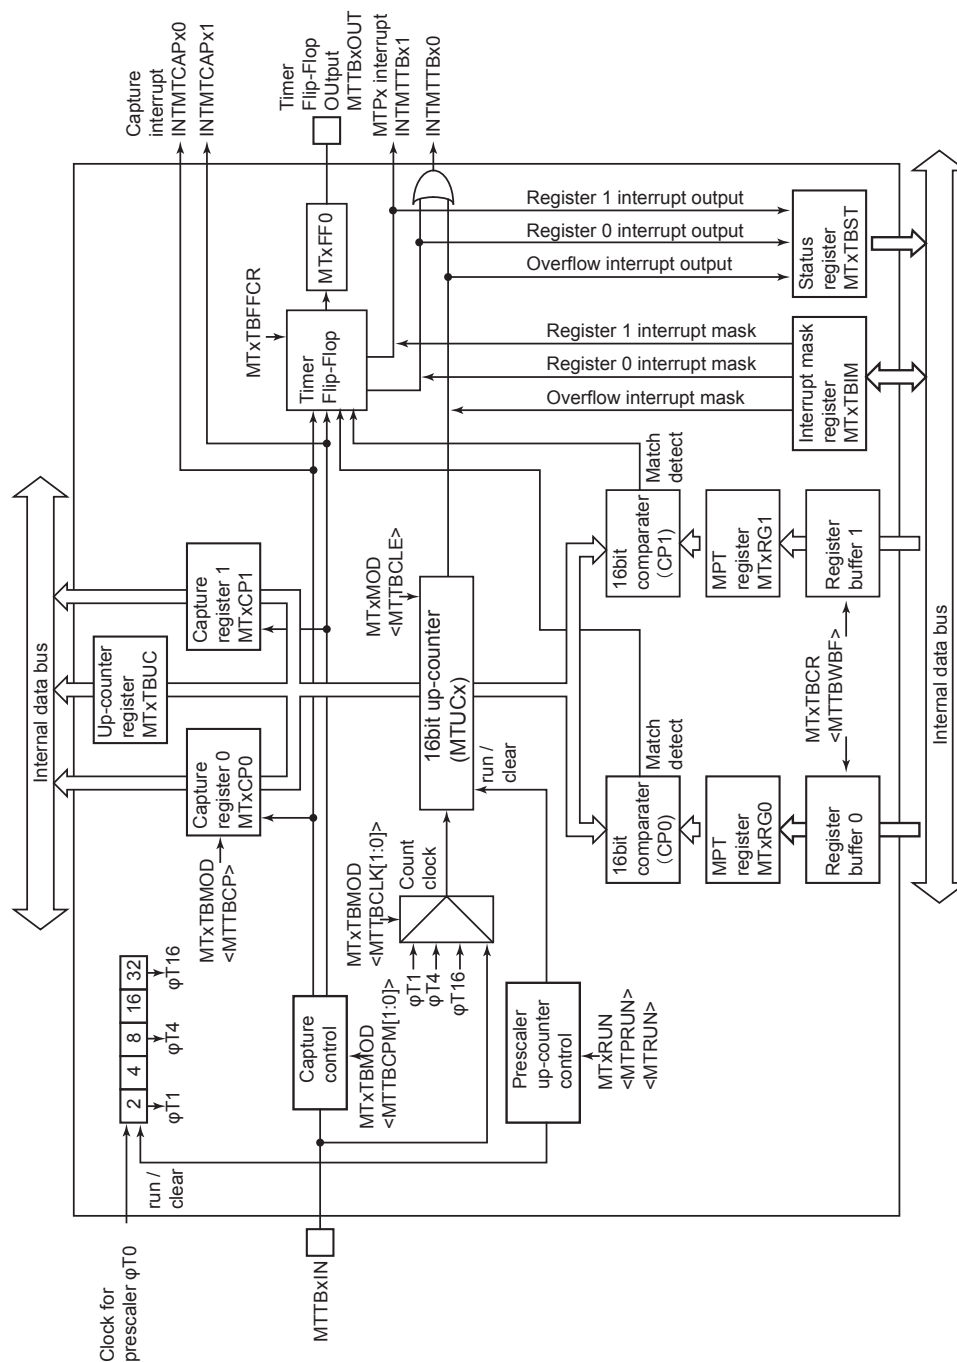 Clock for
prescaler φT0
run /
clear
2
4
8
16
32
φT1
φT4
φT16
MTTBxIN
Internal data bus
MTxTBMOD
<MTTBCP>
Capture
register 0
MTxCP0
Up-counter
register
MTxTBUC
Capture
register 1
MTxCP1
Capture
interrupt
INTMTCAPx0
INTMTCAPx1
Capture
control
MTxTBMOD
<MTTBCPM[1:0]>
MTxTBMOD
<MTTBCLK[1:0]>
φT1
φT4
φT16
Count
clock
16bit up-counter
(MTUCx)
MTxMOD
<MTTBCLE>
run /
clear
Prescaler
up-counter
control
MTxRUN
<MTPRUN>
<MTRUN>
MTxTBFFCR
Timer
Flip-Flop
MTxFF0
Timer
Flip-Flop
OUtput
MTTBxOUT
MTPx interrupt
INTMTTBx1
INTMTTBx0
Register 1 interrupt output
Register 0 interrupt output
Overflow interrupt output
Register 1 interrupt mask
Register 0 interrupt mask
Overflow interrupt mask
Match
detect
16bit
comparater
(CP0)
MPT
register
MTxRG0
Register
buffer 0
MTxTBCR
<MTTBWBF>
Match
detect
16bit
comparater
(CP1)
MPT
register
MTxRG1
Register
buffer 1
Interrupt mask
register
MTxTBIM
Status
register
MTxTBST
Internal data bus